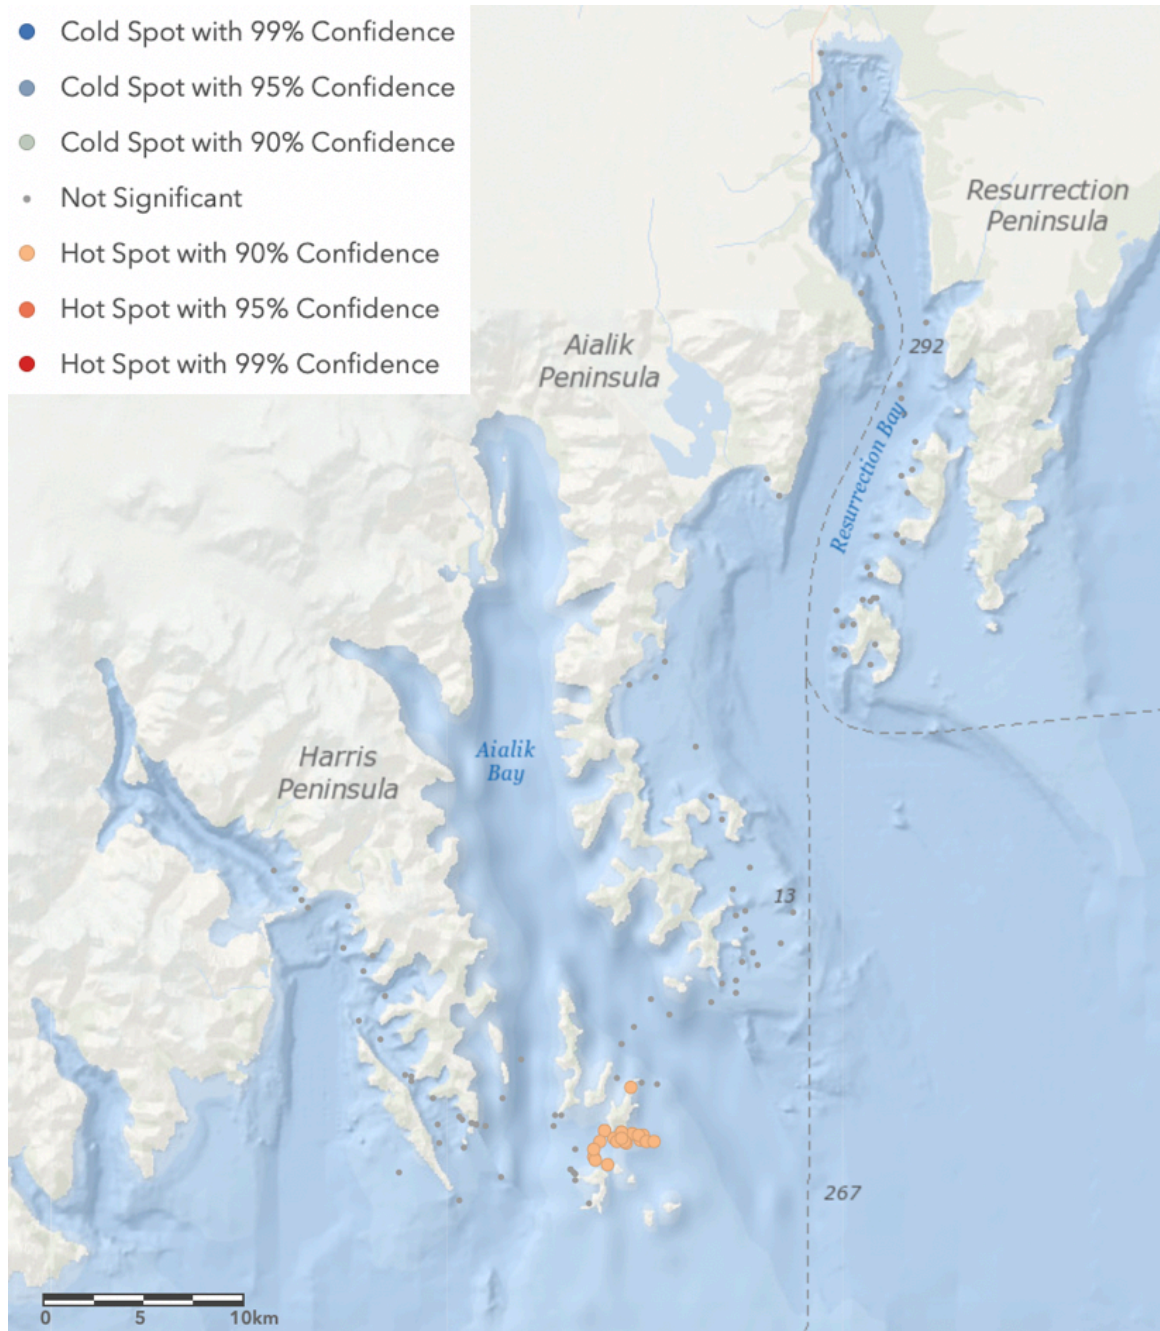 Cold Spot with 99% Confidence
Cold Spot with 95% Confidence
Cold Spot with 90% Confidence
Not Significant
Hot Spot with 90% Confidence
Hot Spot with 95% Confidence
Hot Spot with 99% Confidence
Resurrection
Peninsula
Aialik
Peninsula
292
Resurrection Bay
Harris
Peninsula
Aialik
Bay
13
267
0 5 10km